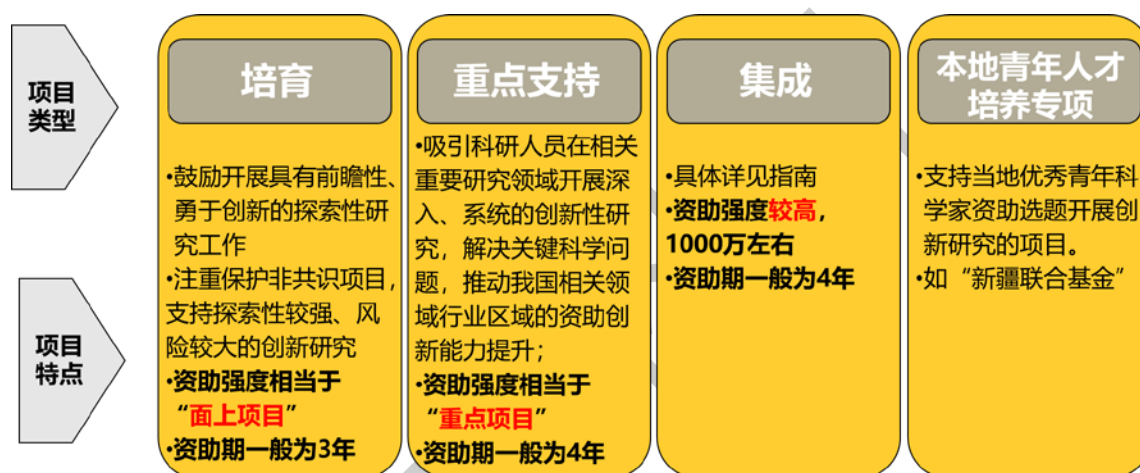 项目
类型
项目
特点
培育
•鼓励开展具有前瞻性、
勇于创新的探索性研
究工作
•注重保护非共识项目，
支持探索性较强、风
险较大的创新研究
•资助强度相当于
“面上项目”
•资助期一般为3年
重点支持
•吸引科研人员在相关
重要研究领域开展深
入、系统的创新性研
究，解决关键科学问
题，推动我国相关领
域行业区域的资助创
新能力提升；
•资助强度相当于
“重点项目”
•资助期一般为4年
集成
•具体详见指南
•资助强度较高，
1000万左右
•资助期一般为4年
本地青年人才
培养专项
•支持当地优秀青年科
学家资助选题开展创
新研究的项目。
•如“新疆联合基金”